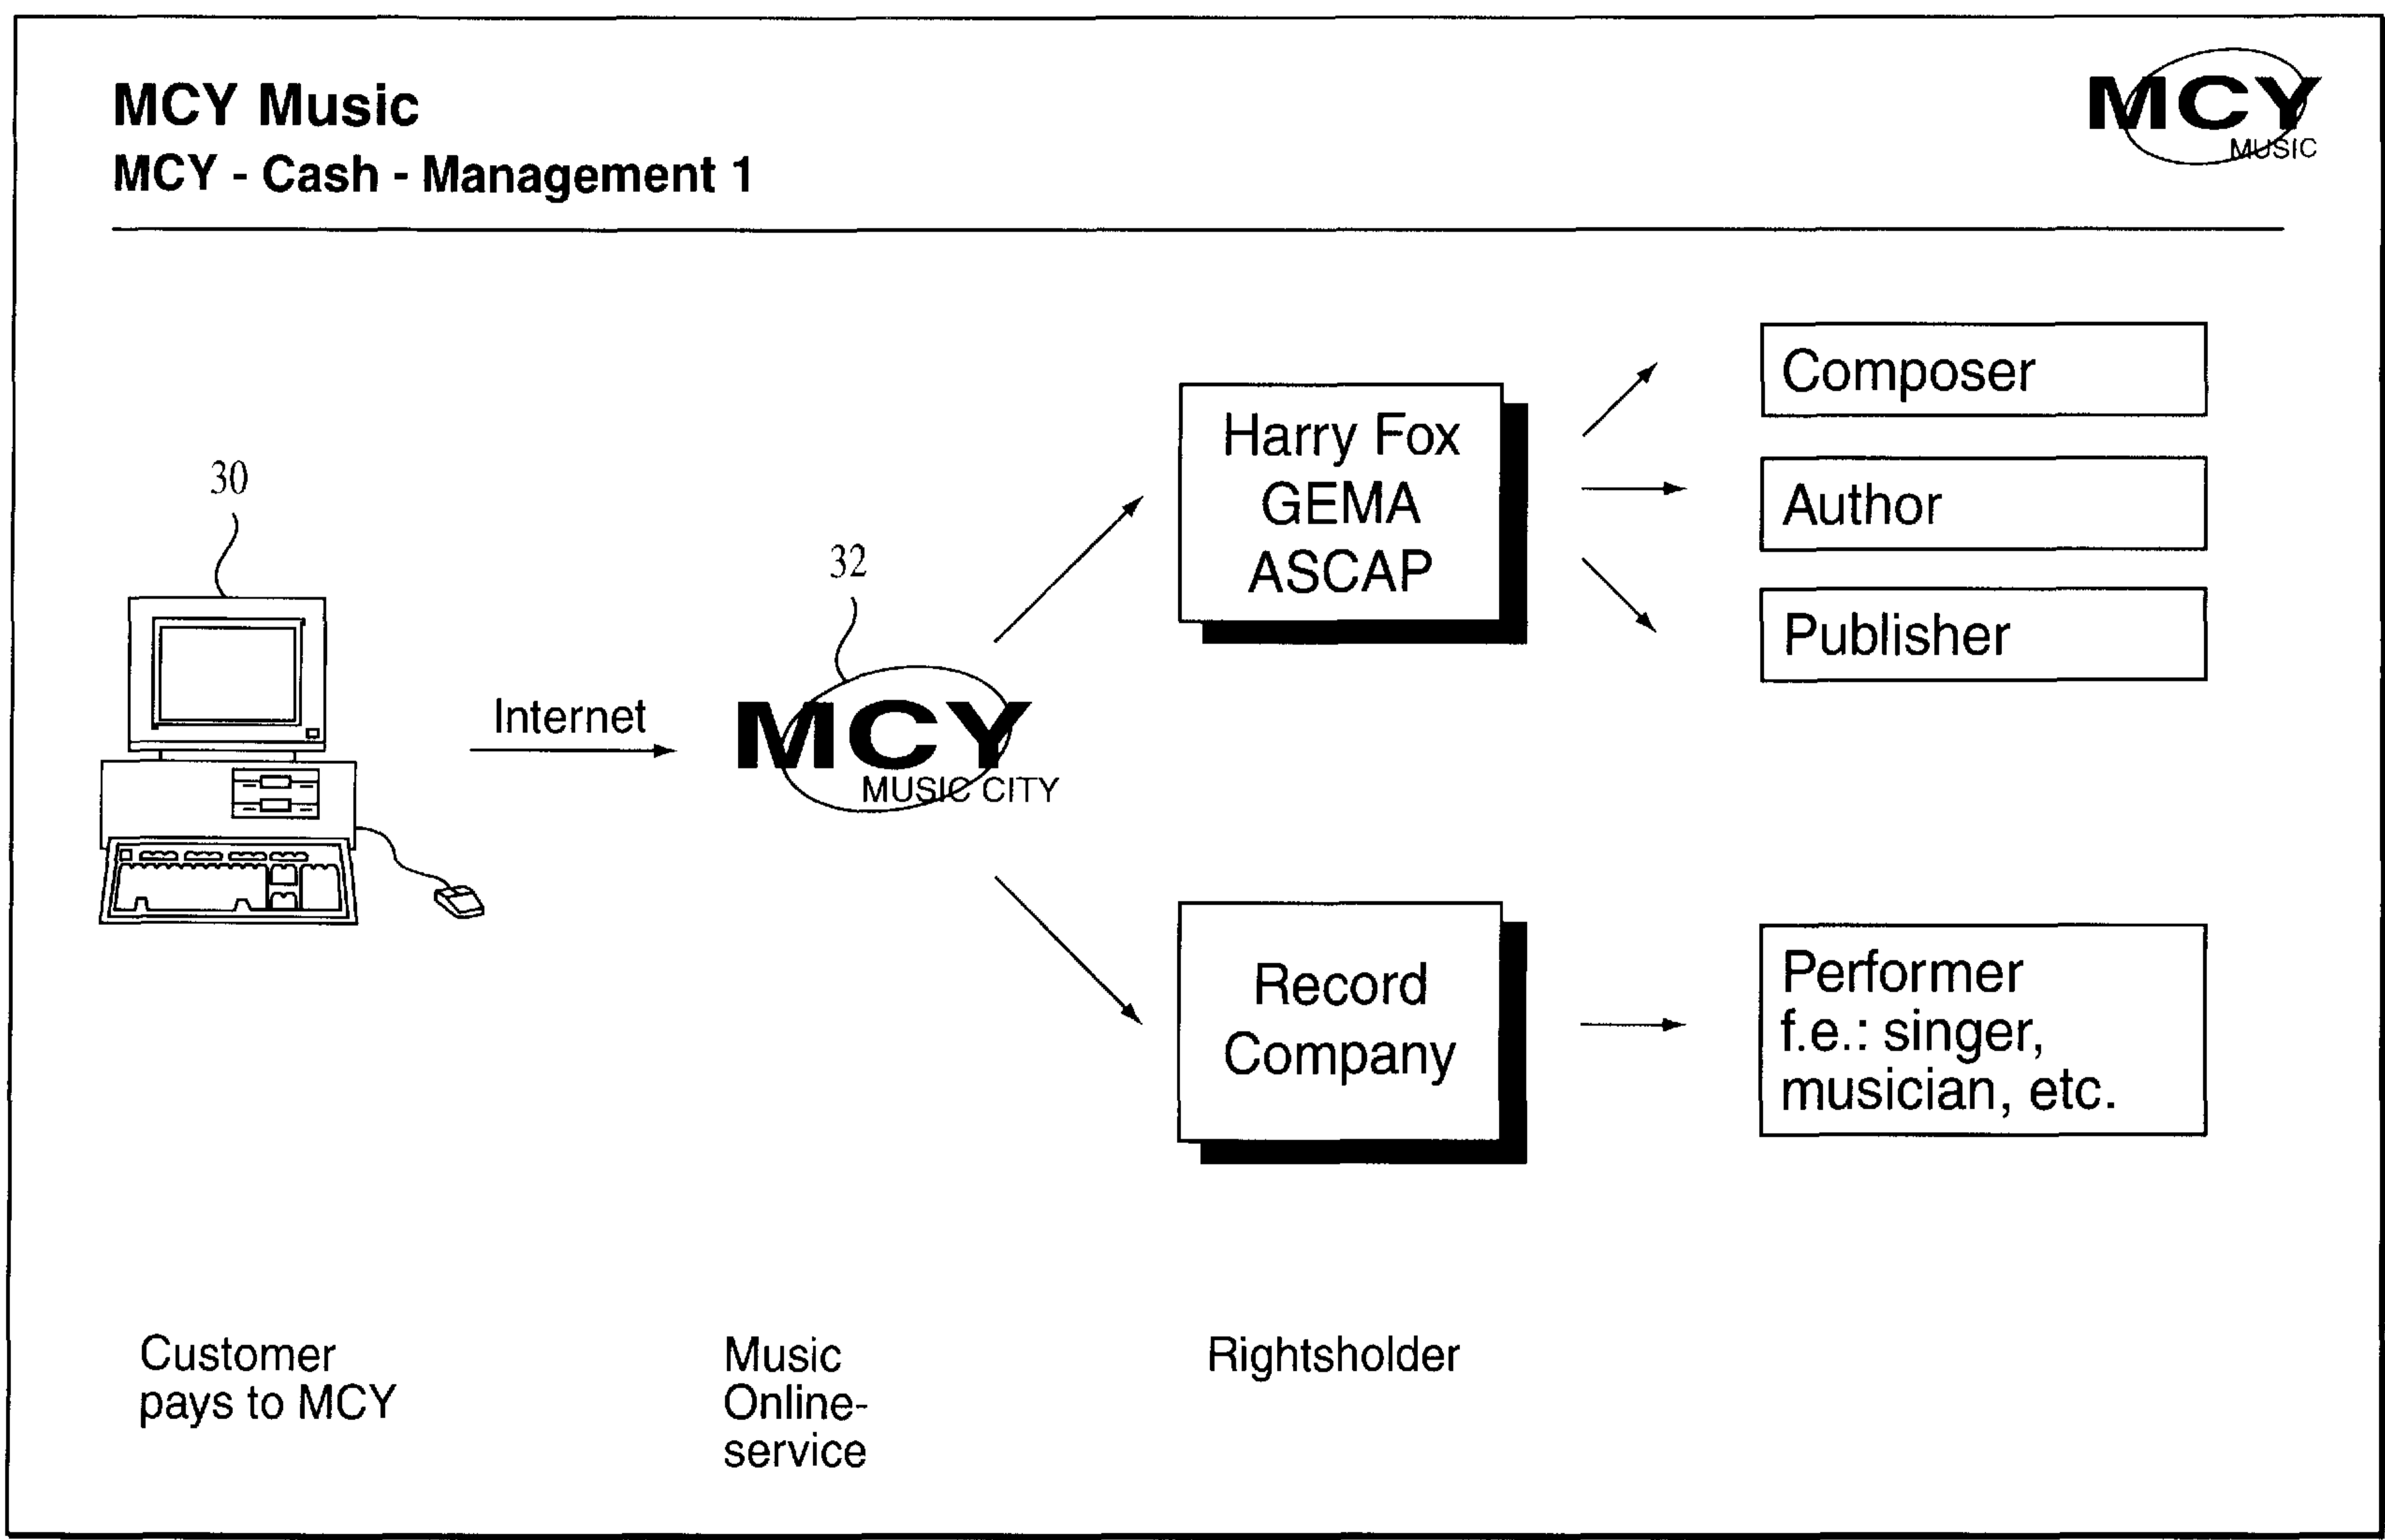 MCY Music
MCY - Cash - Management 1
MCY
MUSIC
30
Internet
32
MCY
MUSIC CITY
Harry Fox
GEMA
ASCAP
Composer
Author
Publisher
Record
Company
Performer
f.e.: singer,
musician, etc.
Customer
pays to MCY
Music
Online-
service
Rightsholder